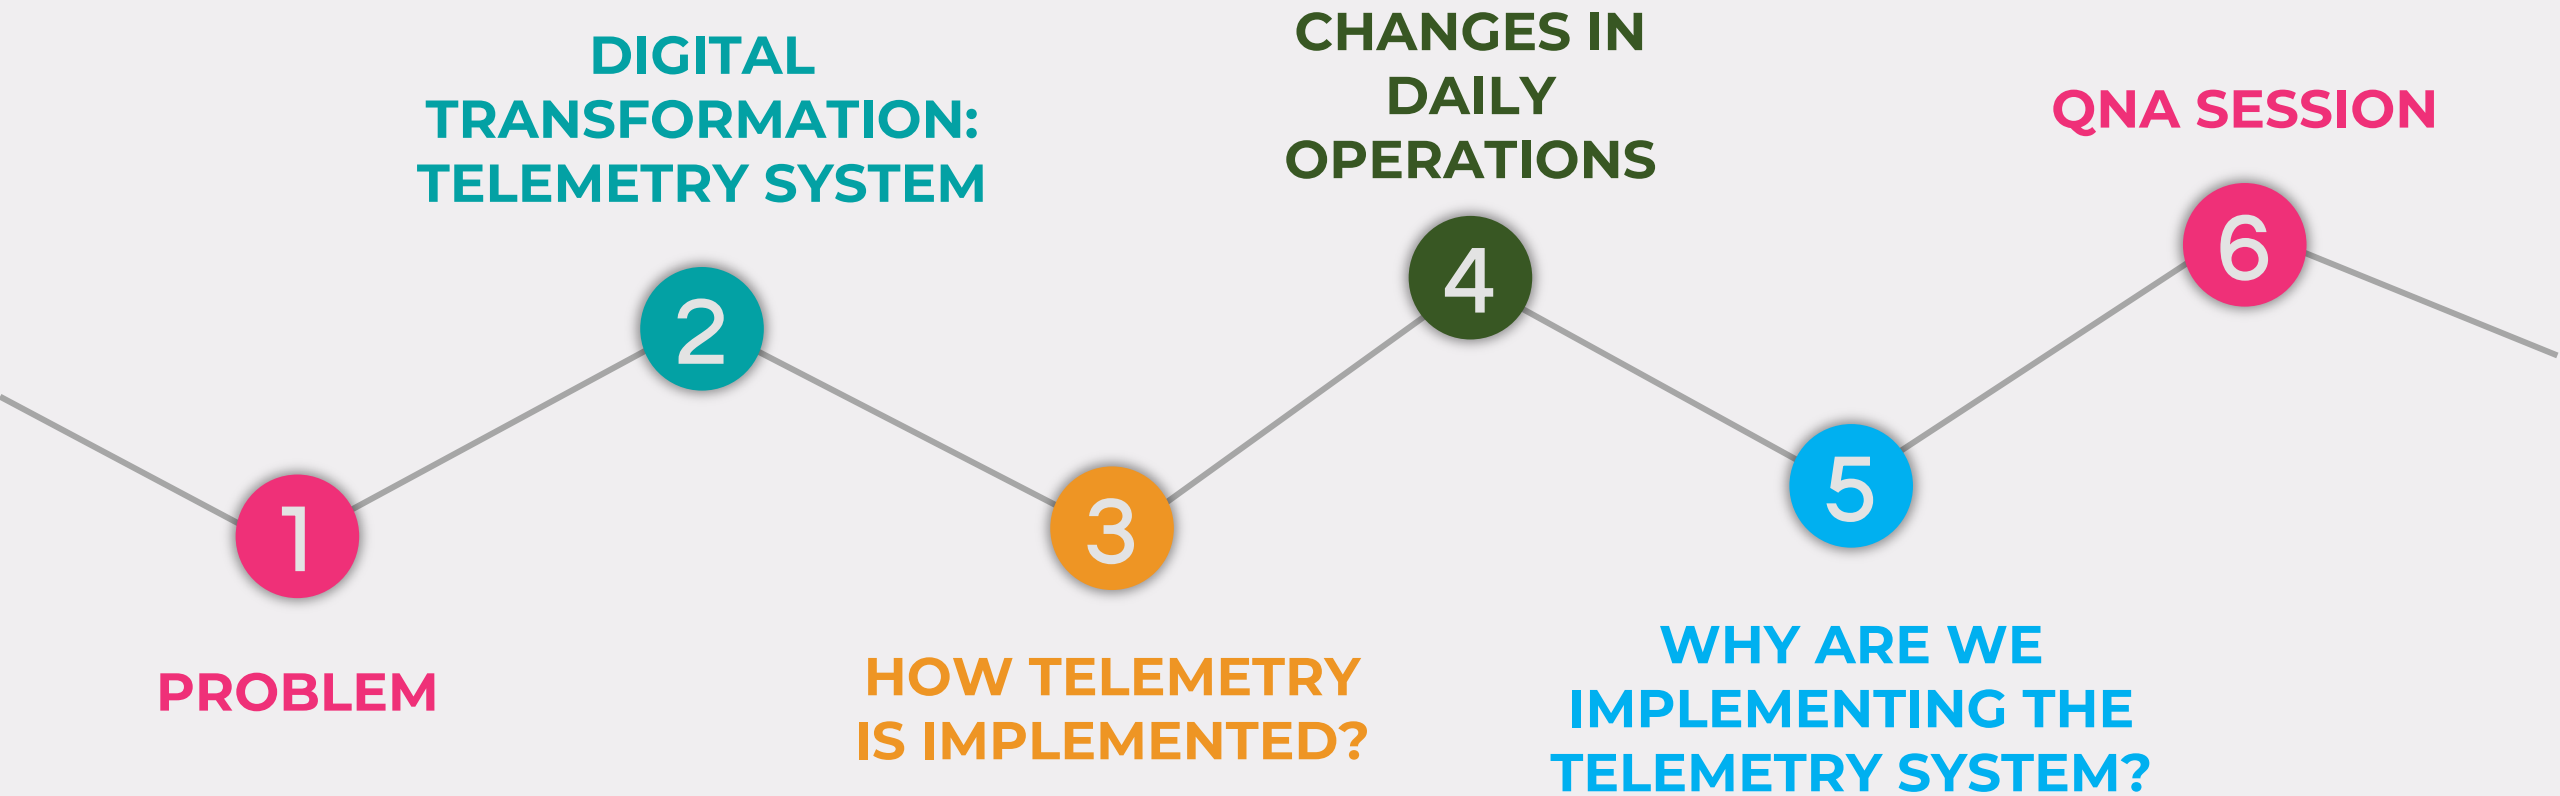 1
PROBLEM
DIGITAL
TRANSFORMATION:
TELEMETRY SYSTEM
2
3
HOW TELEMETRY
IS IMPLEMENTED?
CHANGES IN
DAILY
OPERATIONS
4
5
WHY ARE WE
IMPLEMENTING THE
TELEMETRY SYSTEM?
QNA SESSION
6